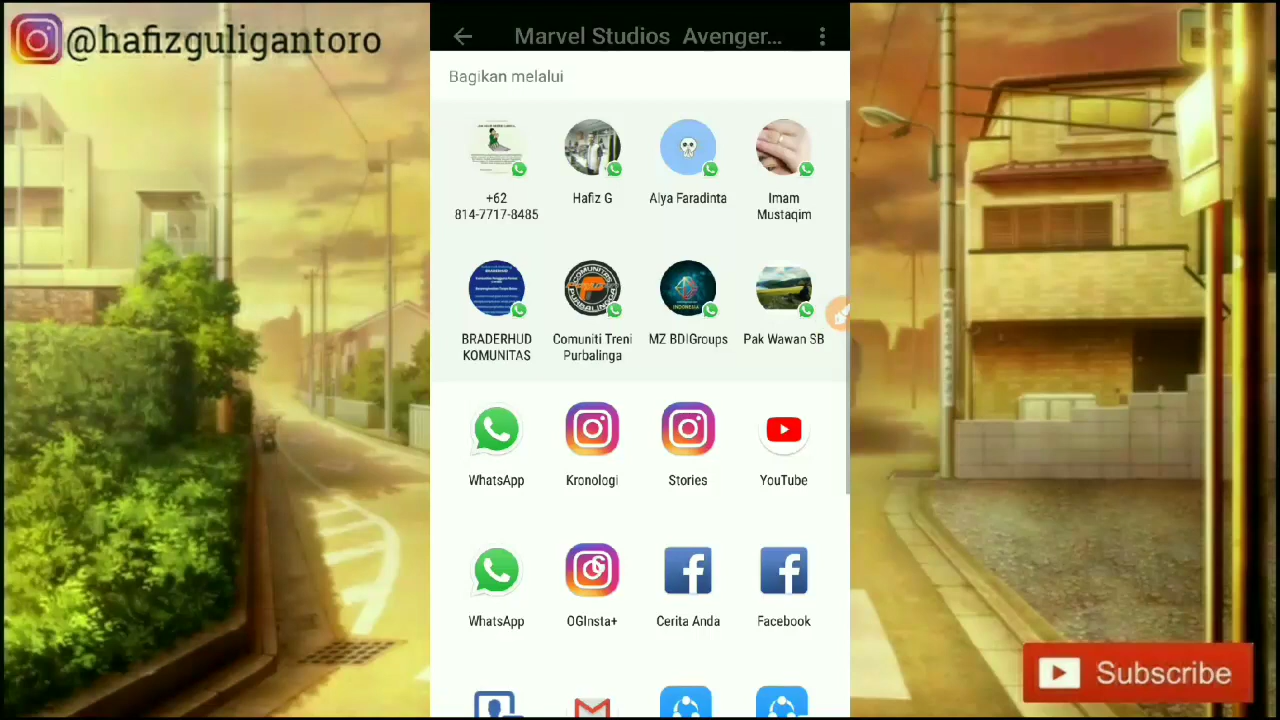 @hafizguligantoro
Marvel Studios Avenger...
Bagikan melalui
+62
814-7717-8485
Hafiz G
Alya Faradinta
Imam
Mustaqim
BRADERHUD
KOMUNITAS
Comuniti Treni
Purbalinga
MZ BDIGroups
Pak Wawan SB
WhatsApp
Kronologi
Stories
YouTube
WhatsApp
OGInsta+
Cerita Anda
Facebook
Subscribe